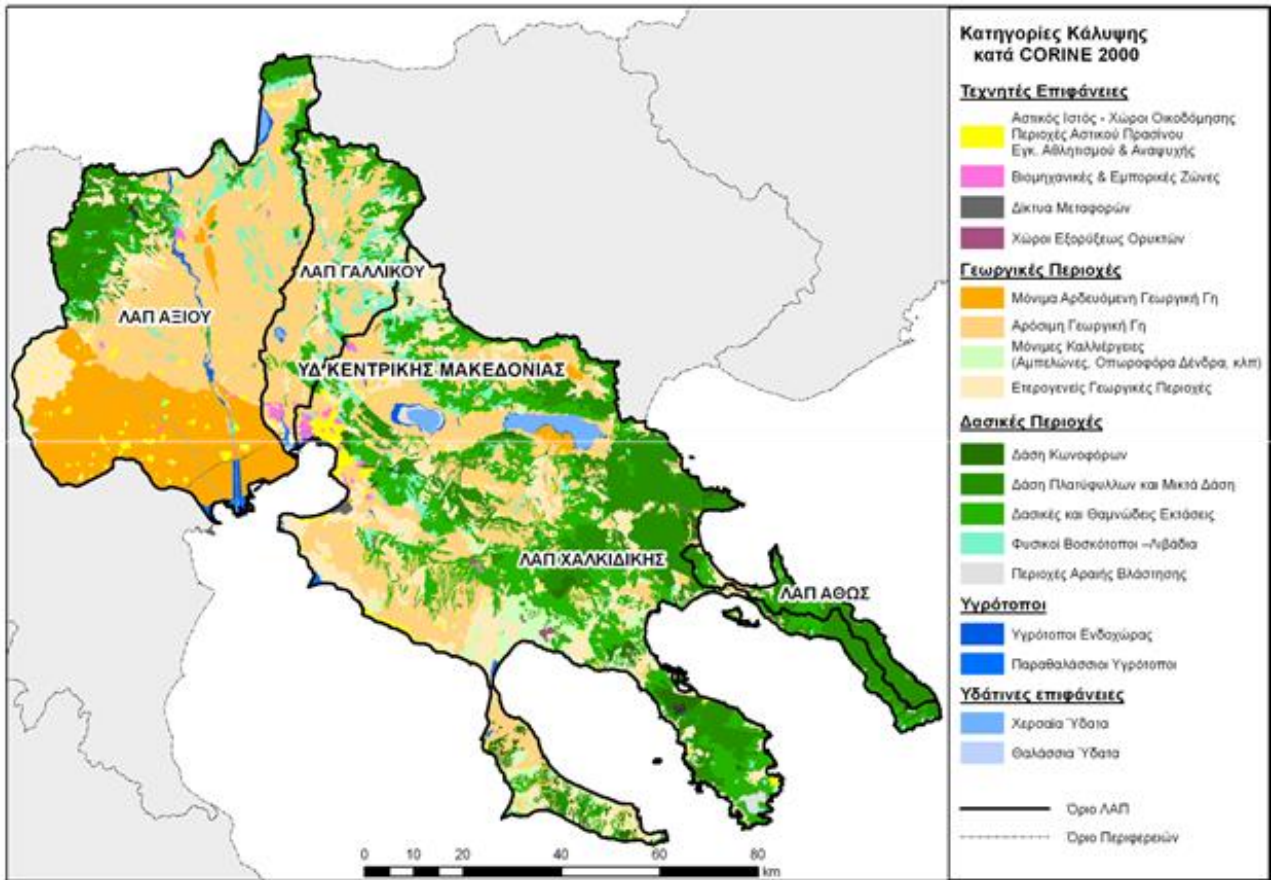 Κατηγορίες Κάλυψης
κατά CORINE 2000
Τεχνητές Επιφάνειες
Αστικός Ιστός - Χώροι Οικοδόμησης
Περιοχές Αστικού Πρασίνου
Εγκ. Αθλητισμού & Αναψυχής
Βιομηχανικές & Εμπορικές Ζώνες
Δίκτυα Μεταφορών
Χώροι Εξορύξεως Ορυκτών
Γεωργικές Περιοχές
Μόνιμα Αρδευόμενη Γεωργική Γη
Αρόσιμη Γεωργική Γη
Μόνιμες Καλλιέργειες
(Αμπελώνες, Οπωροφόρα Δένδρα, κλπ)
Ετερογενείς Γεωργικές Περιοχές
Δασικές Περιοχές
Δάση Κωνοφόρων
Δάση Πλατύφυλλων και Μικτά Δάση
Δασικές και Θαμνώδεις Εκτάσεις
Φυσικοί Βοσκότοποι –Λιβάδια
Περιοχές Αραιής Βλάστησης
Υγρότοποι
Υγρότοποι Ενδοχώρας
Παραθαλάσσιοι Υγρότοποι
Υδάτινες επιφάνειες
Χερσαία Ύδατα
Θαλάσσια Ύδατα
Όριο ΛΑΠ
Όριο Περιφερειών
ΛΑΠ ΓΑΛΛΙΚΟΥ
ΛΑΠ ΑΞΙΟΥ
ΥΔ ΚΕΝΤΡΙΚΗΣ ΜΑΚΕΔΟΝΙΑΣ
ΛΑΠ ΧΑΛΚΙΔΙΚΗΣ
ΛΑΠ ΑΘΩΣ
0 10 20 40 60 80
km